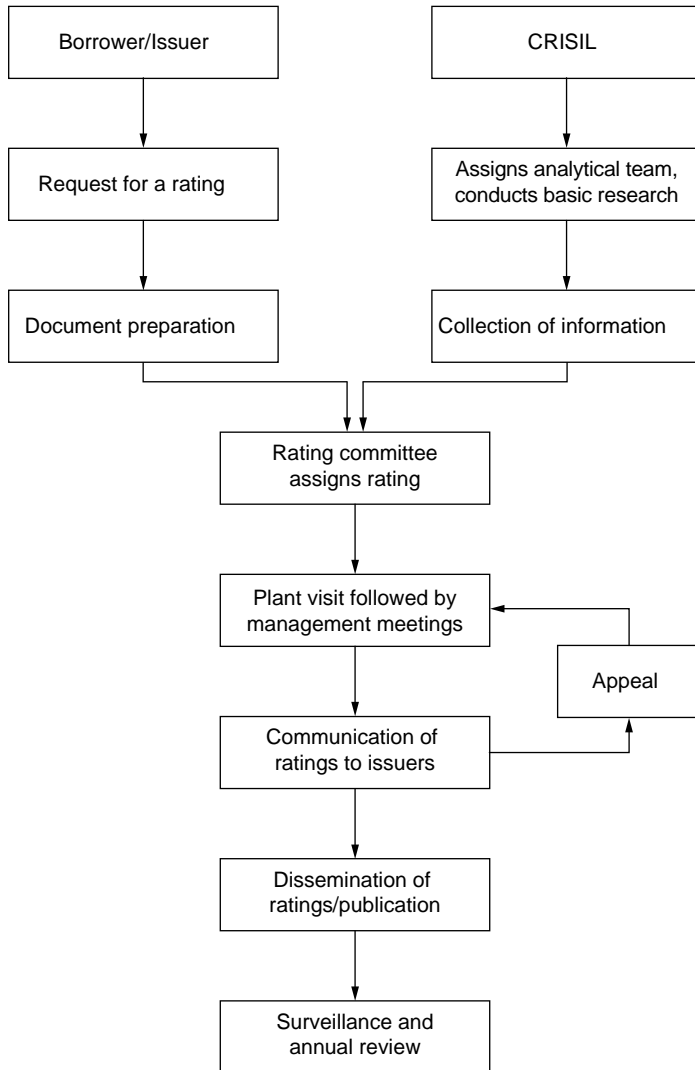 Borrower/Issuer
CRISIL
Request for a rating
Assigns analytical team,
conducts basic research
Document preparation
Collection of information
Rating committee
assigns rating
Plant visit followed by
management meetings
Appeal
Communication of
ratings to issuers
Dissemination of
ratings/publication
Surveillance and
annual review